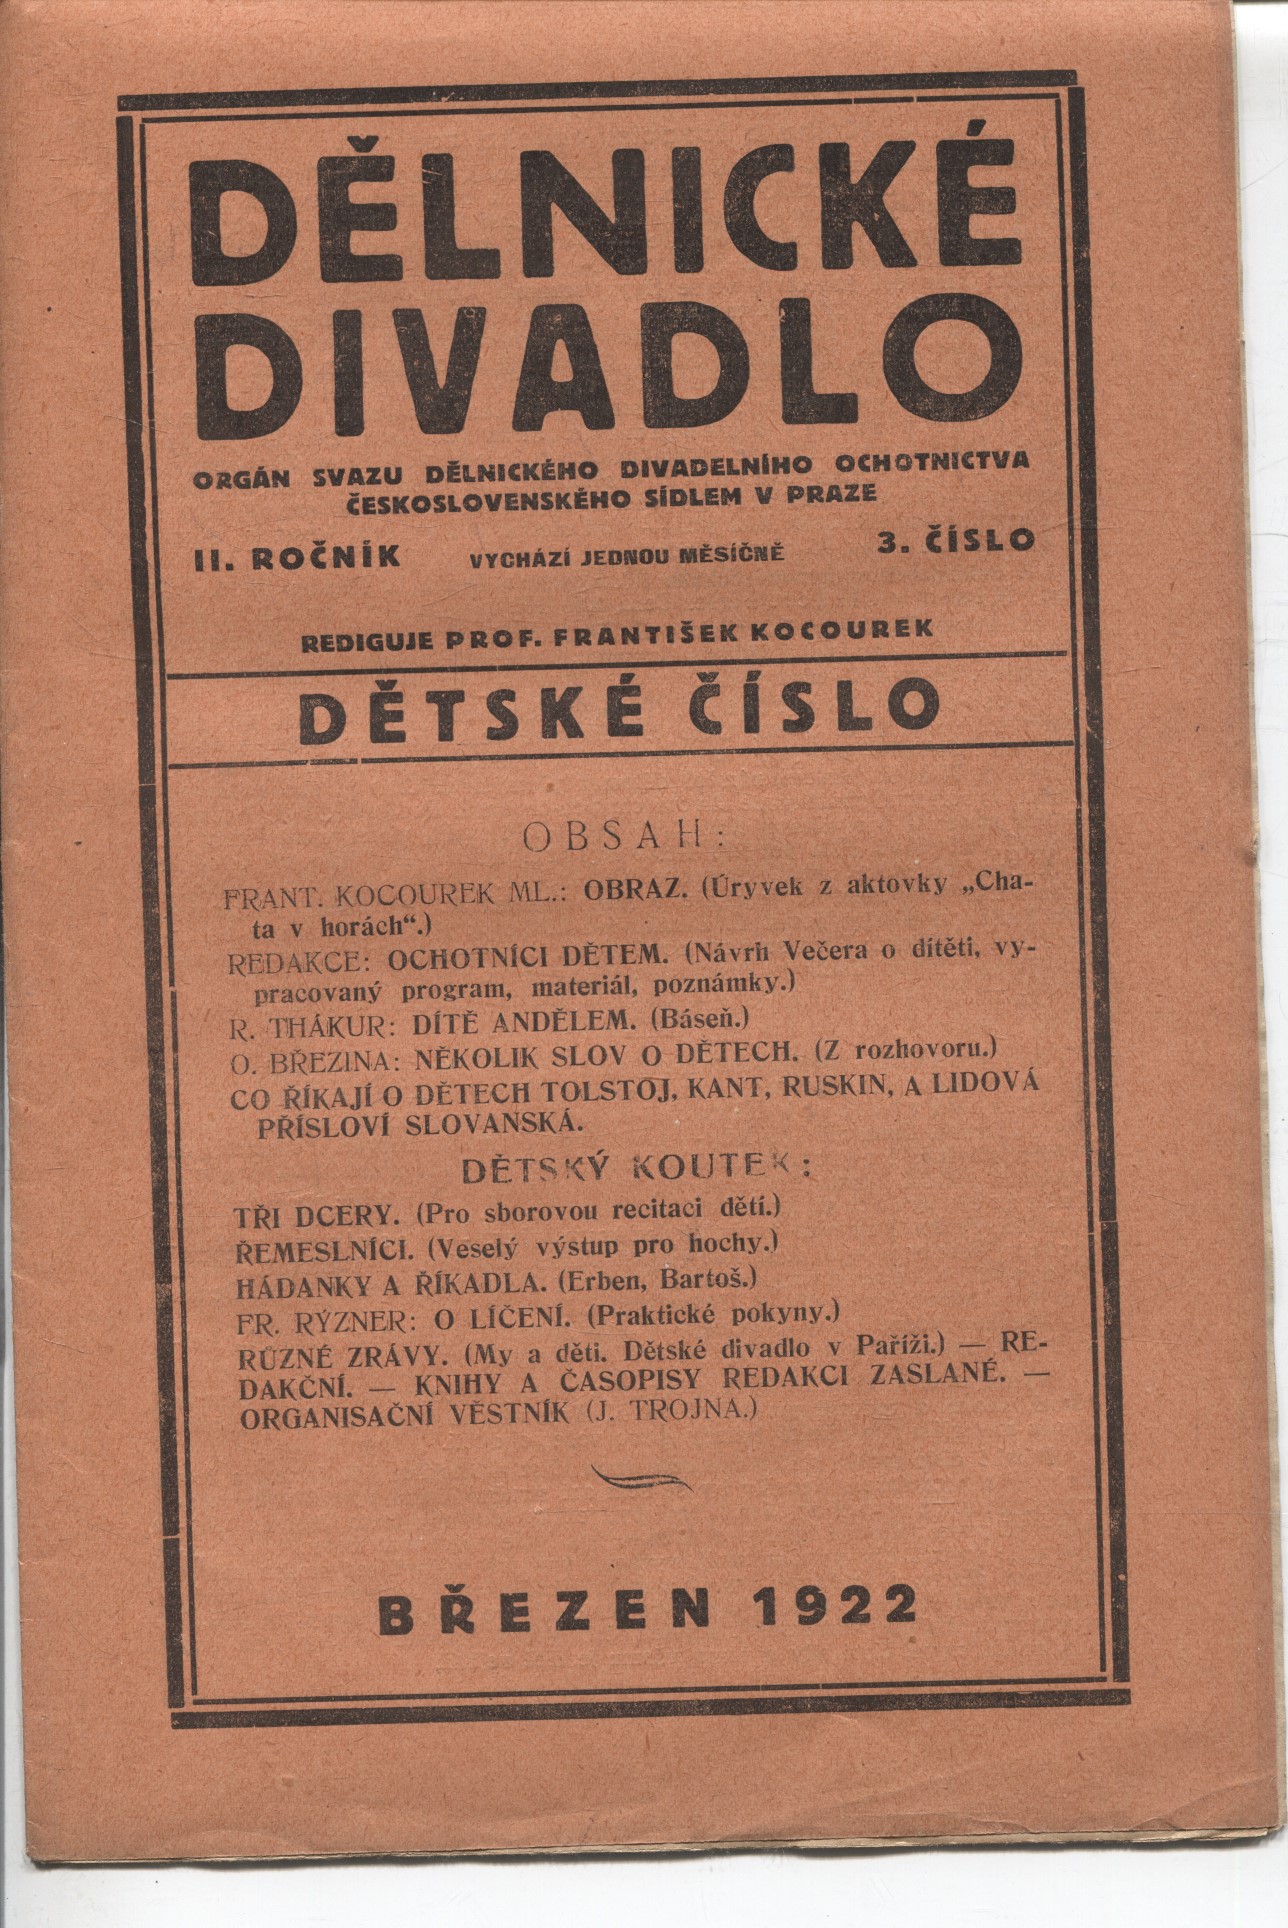 DĚLNICKÉ
DIVADLO
ORGÁN SVAZU DĚLNICKÉHO DIVADELNÍHO OCHOTNICTVA
ČESKOSLOVENSKÉHO SÍDLEM V PRAZE
II. ROČNÍK VYCHÁZÍ JEDNOU MĚSÍČNĚ 3. ČÍSLO
REDIGUJE PROF. FRANTIŠEK KOCOUREK
DĚTSKÉ ČÍSLO
OBSAH:
FRANT. KOCOUREK ML.: OBRAZ. (Úryvek z aktovky „Cha-
ta v horách“.)
REDAKCE: OCHOTNÍCI DĚTEM. (Návrh Večera o dítěti, vy-
pracovaný program, materiál, poznámky.)
R. THÁKUR: DÍTĚ ANDĚLEM. (Báseň.)
O. BŘEZINA: NĚKOLIK SLOV O DĚTECH. (Z rozhovoru.)
CO ŘÍKAJÍ O DĚTECH TOLSTOJ, KANT, RUSKIN, A LIDOVÁ
PŘÍSLOVÍ SLOVANSKÁ.
DĚTSKÝ KOUTEK:
TŘI DCERY. (Pro sborovou recitaci dětí.)
ŘEMESLNÍCI. (Veselý výstup pro hochy.)
HÁDANKY A ŘÍKADLA. (Erben, Bartoš.)
FR. RÝZNER: O LÍČENÍ. (Praktické pokyny.)
RŮZNÉ ZRÁVY. (My a děti. Dětské divadlo v Paříži.) — RE-
DAKČNÍ. — KNIHY A ČASOPISY REDAKCI ZASLANÉ. —
ORGANISAČNÍ VĚSTNÍK (J. TROJNA.)
BŘEZEN 1922